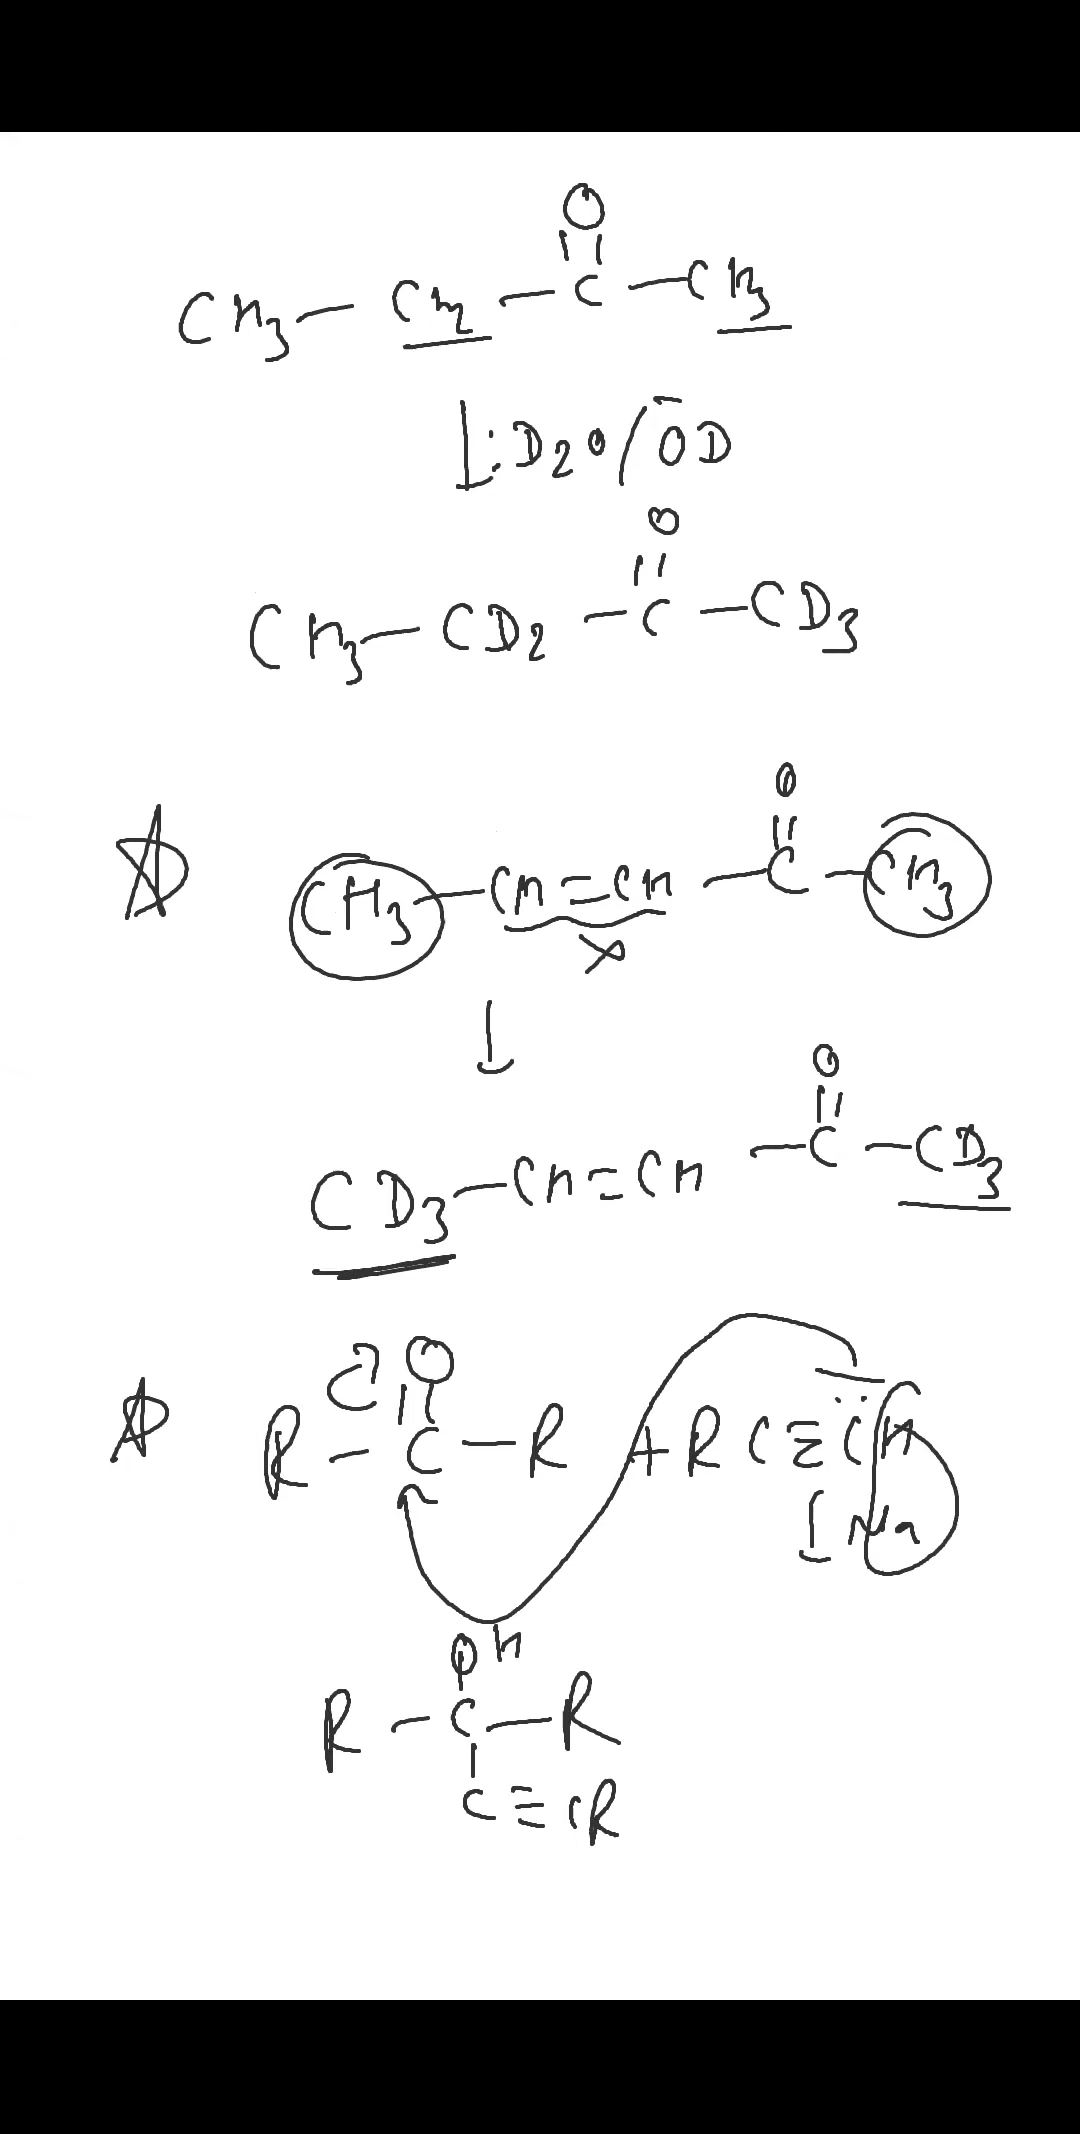 O
||
CH3 — CH2 — C — CH3
↓ D2O / ŌD
O
||
CH3 — CD2 — C — CD3
O
||
CH3 — CH = CH — C — CH3
x
↓
O
||
CD3 — CH = CH — C — CD3
O
||
R — C — R + R C ≡ CH
↓ Na
OH
|
R — C — R
|
C ≡ CR